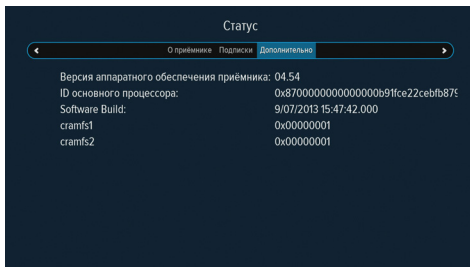 Статус
О приёмнике Подписки Дополнительно
Версия аппаратного обеспечения приёмника: 04.54
ID основного процессора: 0x8700000000000000b91fce22cebfb879
Software Build: 9/07/2013 15:47:42.000
cramfs1 0x00000001
cramfs2 0x00000001